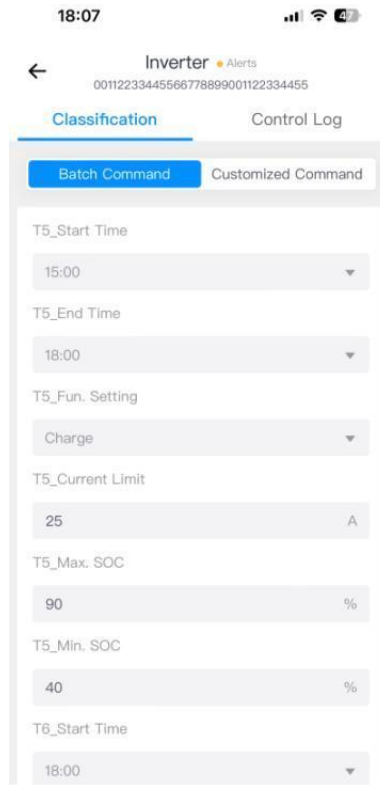 18:07
47
Inverter
Alerts
00112233445566778899001122334455
Classification
Control Log
Batch Command
Customized Command
T5_Start Time
15:00
T5_End Time
18:00
T5_Fun. Setting
Charge
T5_Current Limit
25 A
T5_Max. SOC
90 %
T5_Min. SOC
40 %
T6_Start Time
18:00